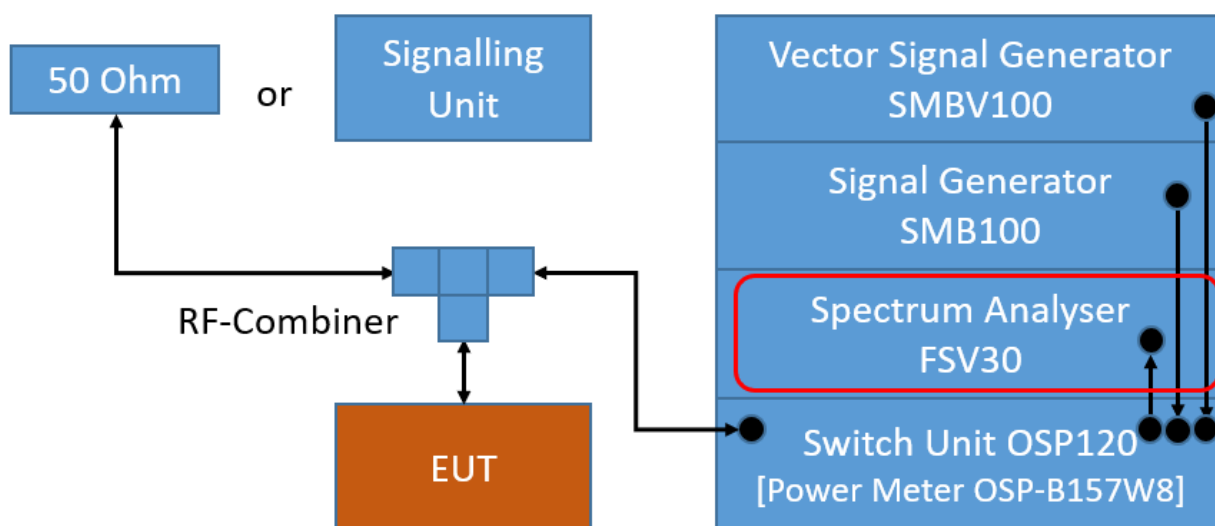 50 Ohm
or
Signalling
Unit
RF-Combiner
EUT
Vector Signal Generator
SMBV100
Signal Generator
SMB100
Spectrum Analyser
FSV30
Switch Unit OSP120
[Power Meter OSP-B157W8]